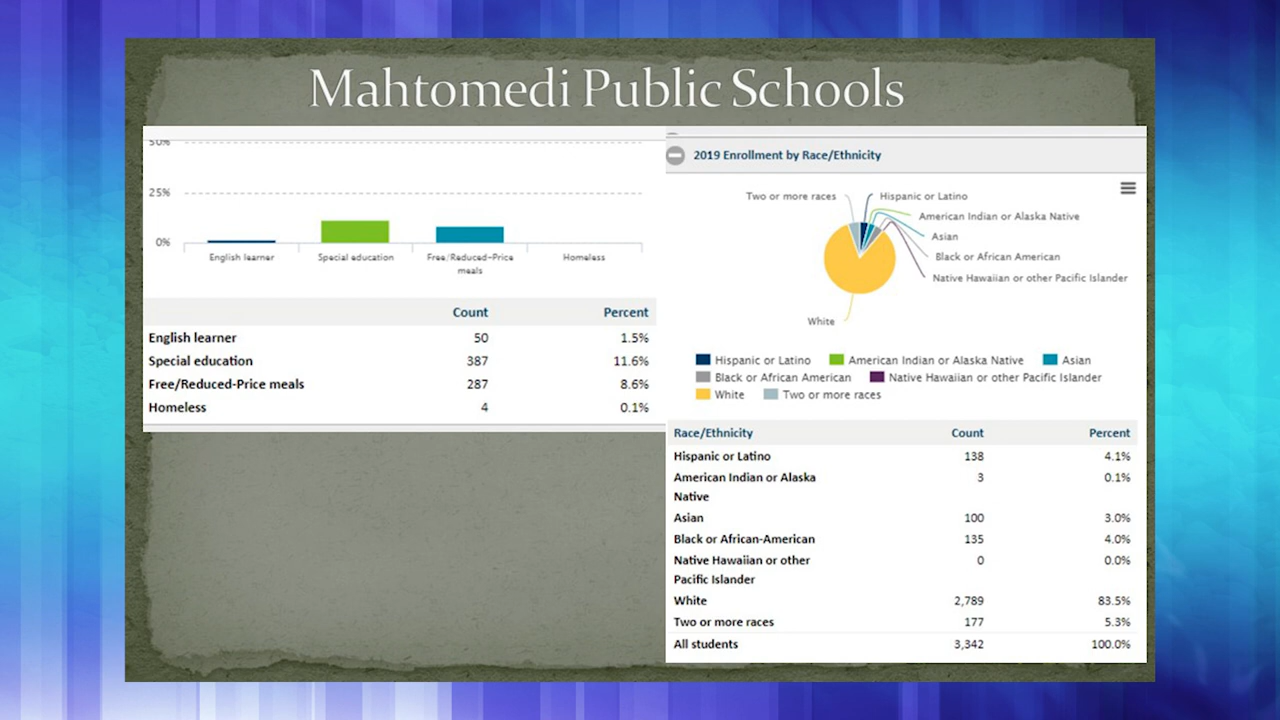 Mahtomedi Public Schools
50%
25%
0%
English learner
Special education
Free/Reduced-Price
meals
Homeless
Count Percent
English learner 50 1.5%
Special education 387 11.6%
Free/Reduced-Price meals 287 8.6%
Homeless 4 0.1%
2019 Enrollment by Race/Ethnicity
Two or more races
Hispanic or Latino
American Indian or Alaska Native
Asian
Black or African American
Native Hawaiian or other Pacific Islander
White
Hispanic or Latino American Indian or Alaska Native Asian
Black or African American Native Hawaiian or other Pacific Islander
White Two or more races
Race/Ethnicity Count Percent
Hispanic or Latino 138 4.1%
American Indian or Alaska
Native 3 0.1%
Asian 100 3.0%
Black or African-American 135 4.0%
Native Hawaiian or other
Pacific Islander 0 0.0%
White 2,789 83.5%
Two or more races 177 5.3%
All students 3,342 100.0%